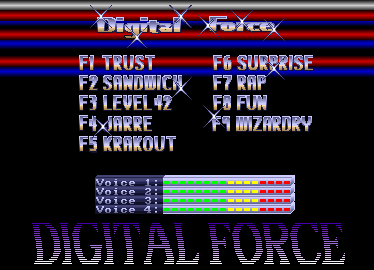 Digital Force
F1 TRUST F6 SURPRISE
F2 SANDWICH F7 RAP
F3 LEVEL 42 F8 FUN
F4 JARRE F9 WIZARDRY
F5 KRAKOUT
Voice 1:
Voice 2:
Voice 3:
Voice 4:
DIGITAL FORCE